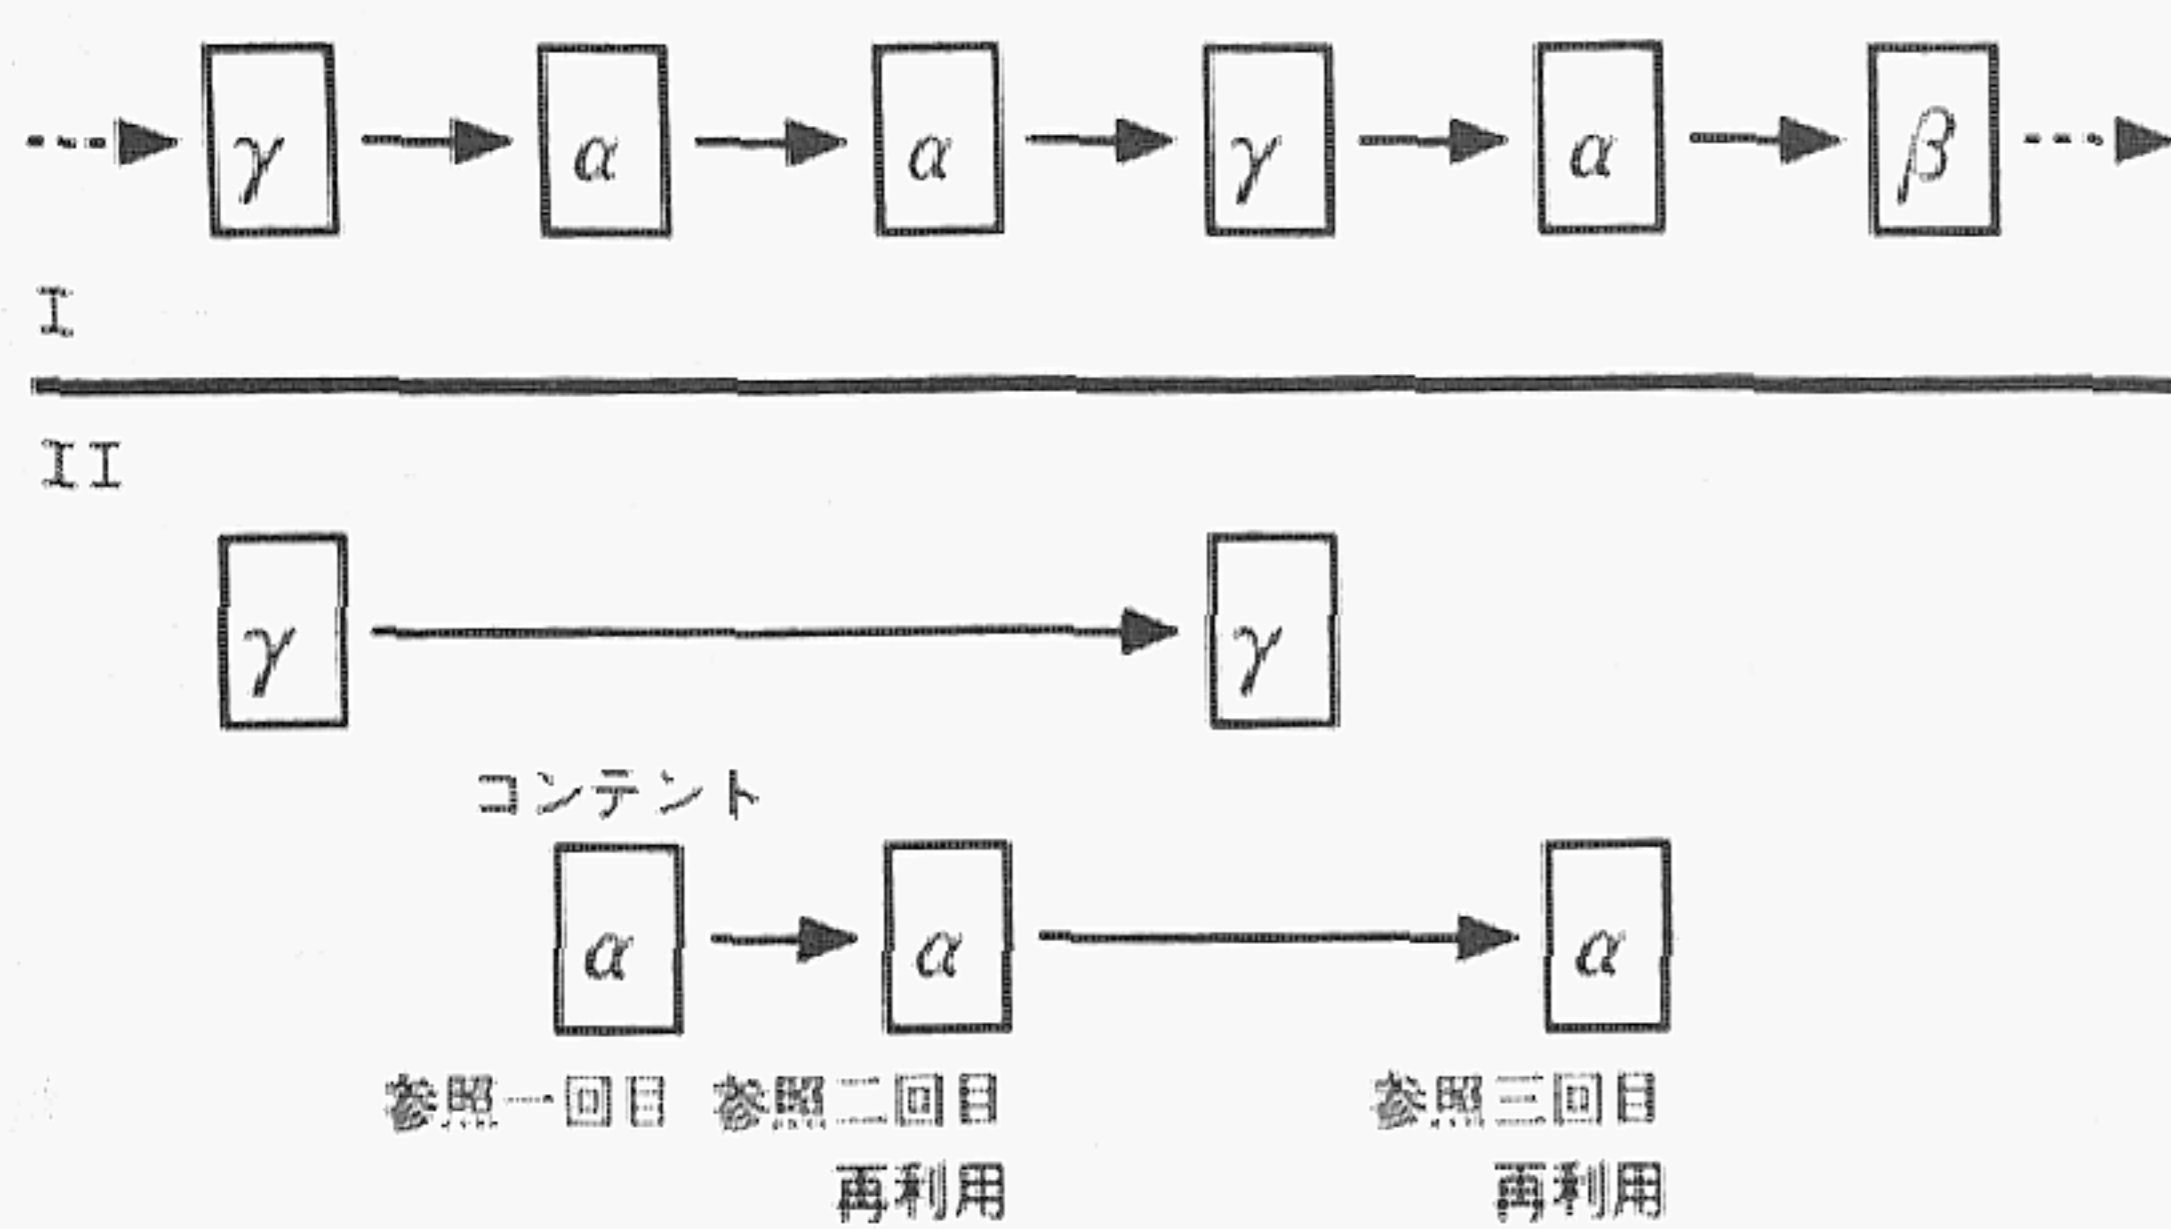 γ α α γ α β
I
II
γ γ
コンテント
α α α
参照一回目 参照二回目 参照三回目
再利用 再利用